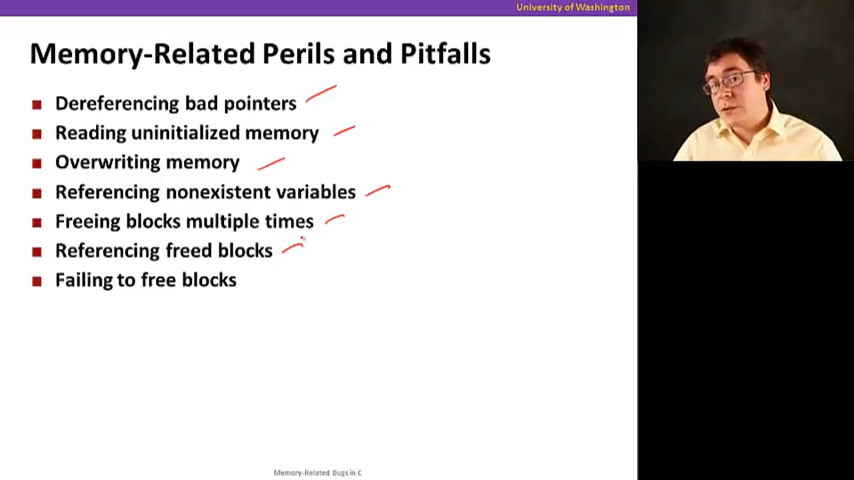 University of Washington
Memory-Related Perils and Pitfalls
Dereferencing bad pointers
Reading uninitialized memory
Overwriting memory
Referencing nonexistent variables
Freeing blocks multiple times
Referencing freed blocks
Failing to free blocks
Memory-Related Bugs in C